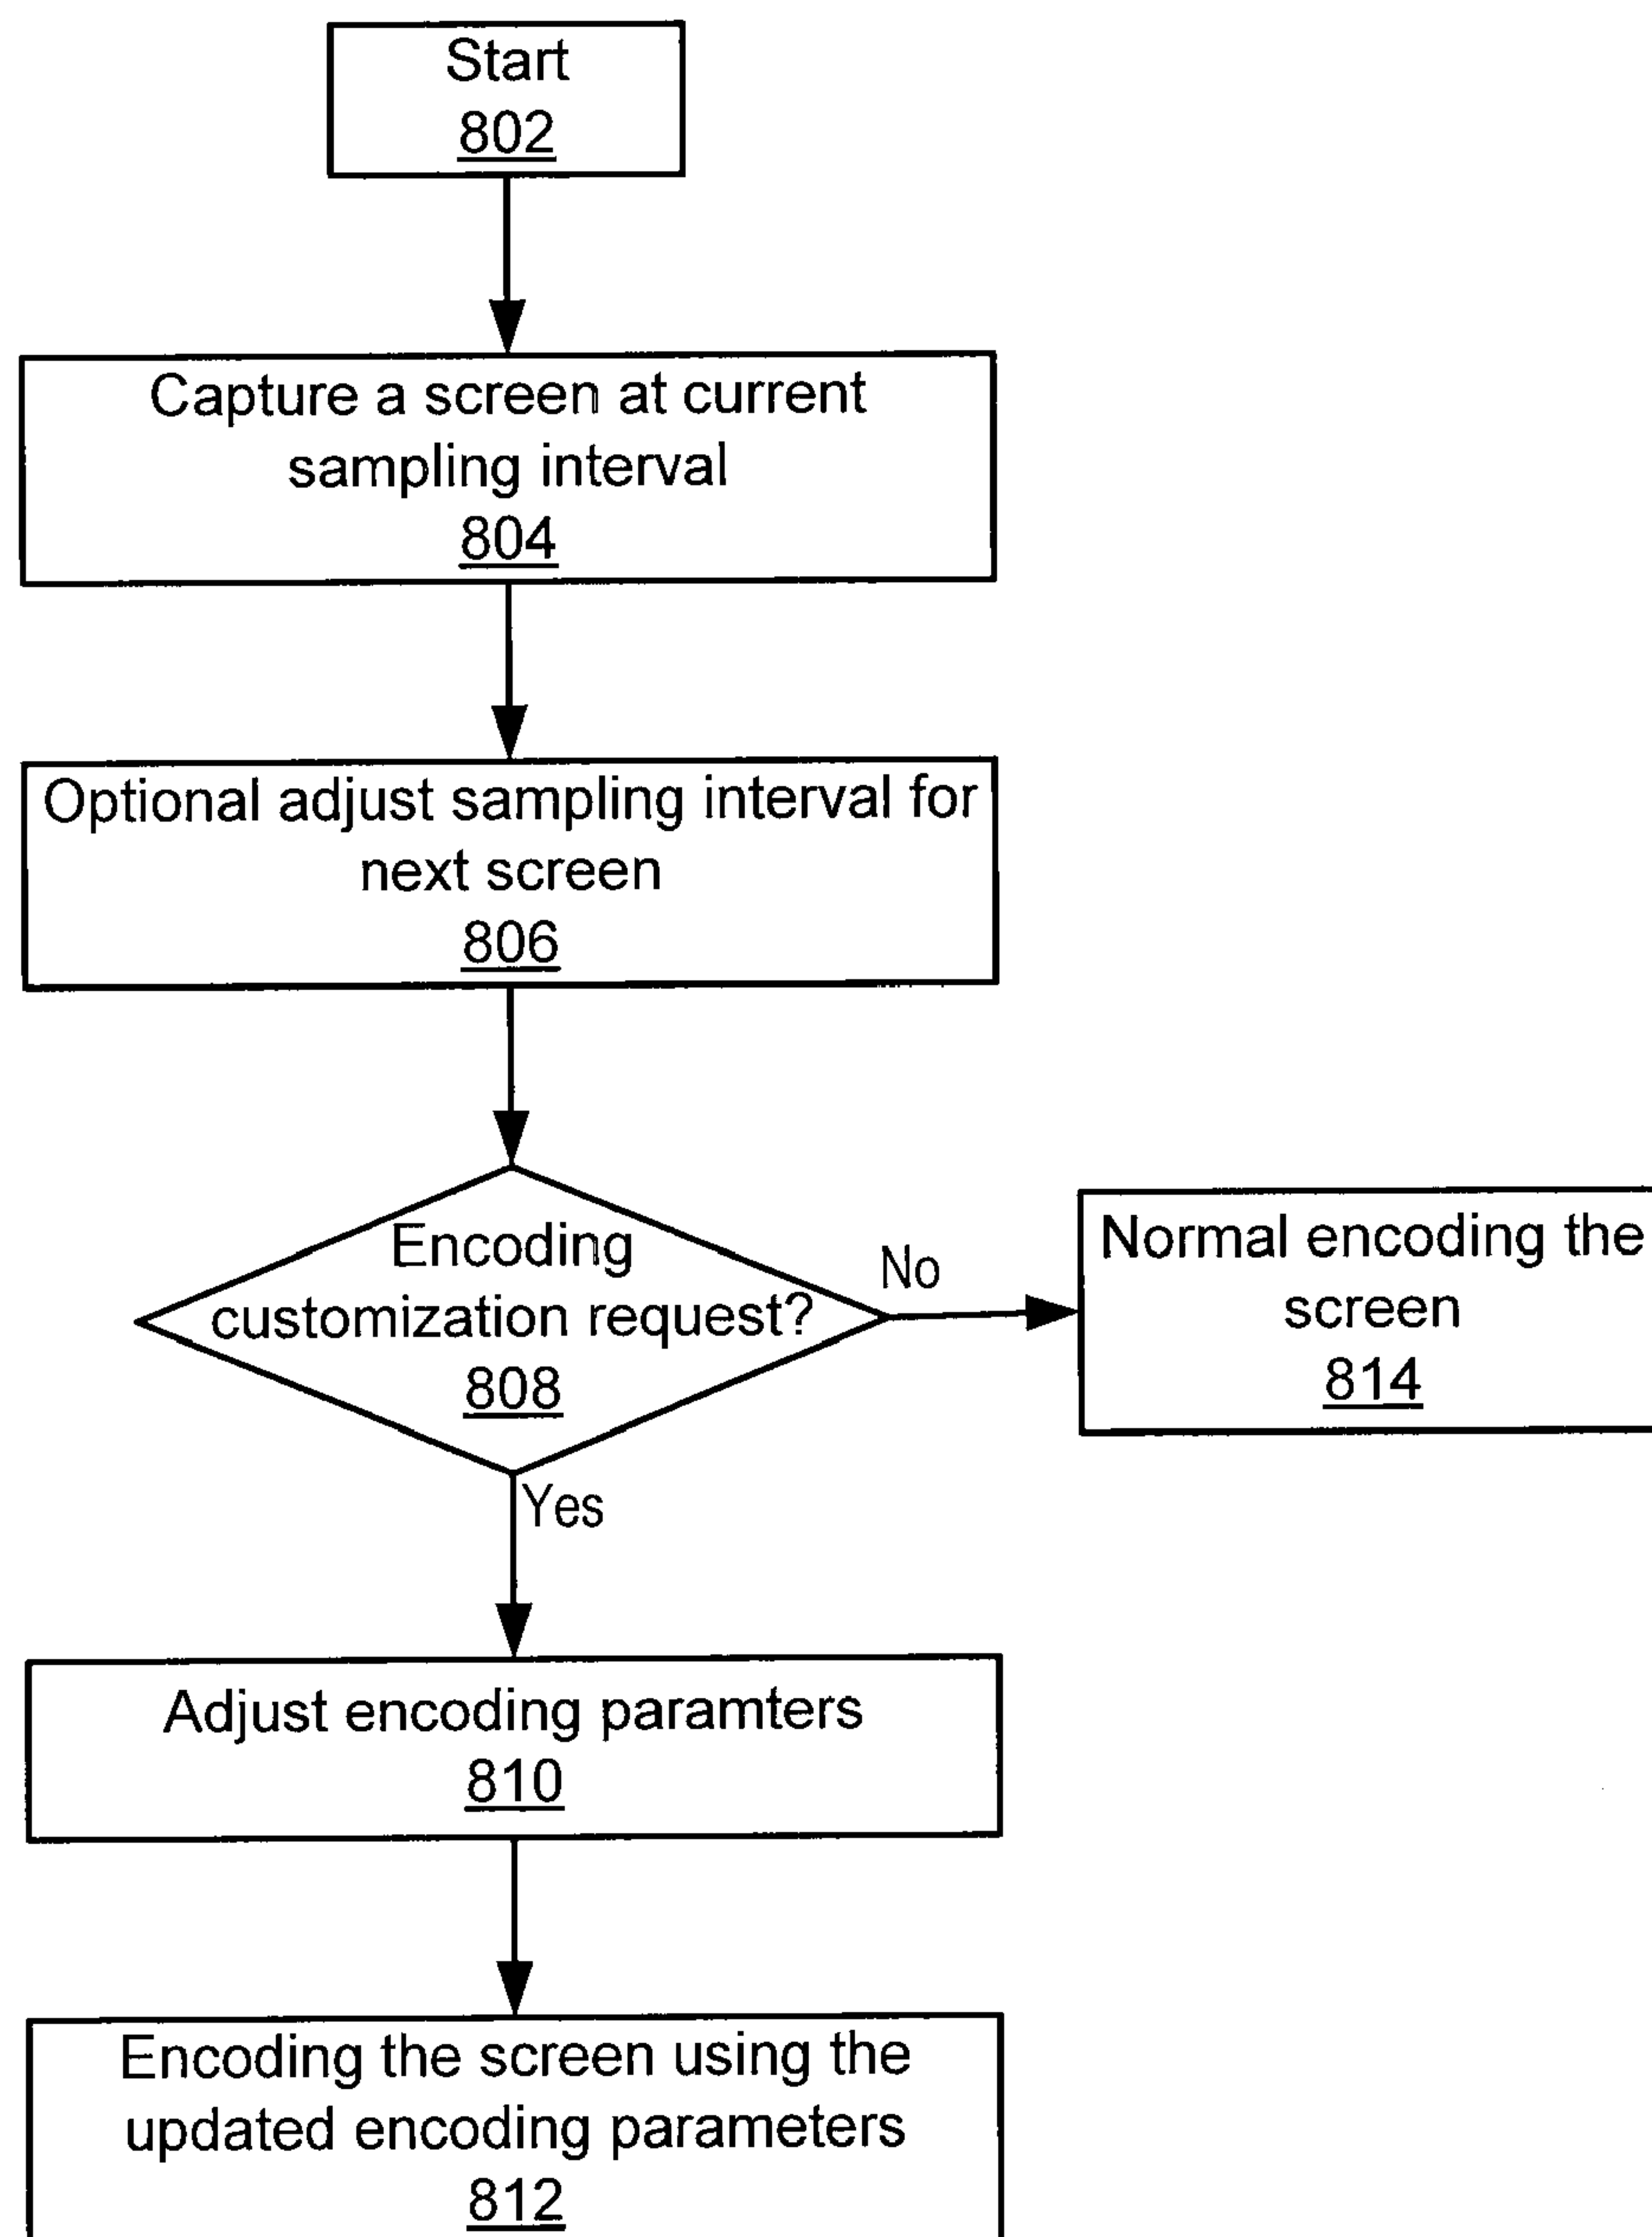 Start
802
Capture a screen at current
sampling interval
804
Optional adjust sampling interval for
next screen
806
Encoding
customization request?
808
No
Normal encoding the
screen
814
Yes
Adjust encoding paramters
810
Encoding the screen using the
updated encoding parameters
812